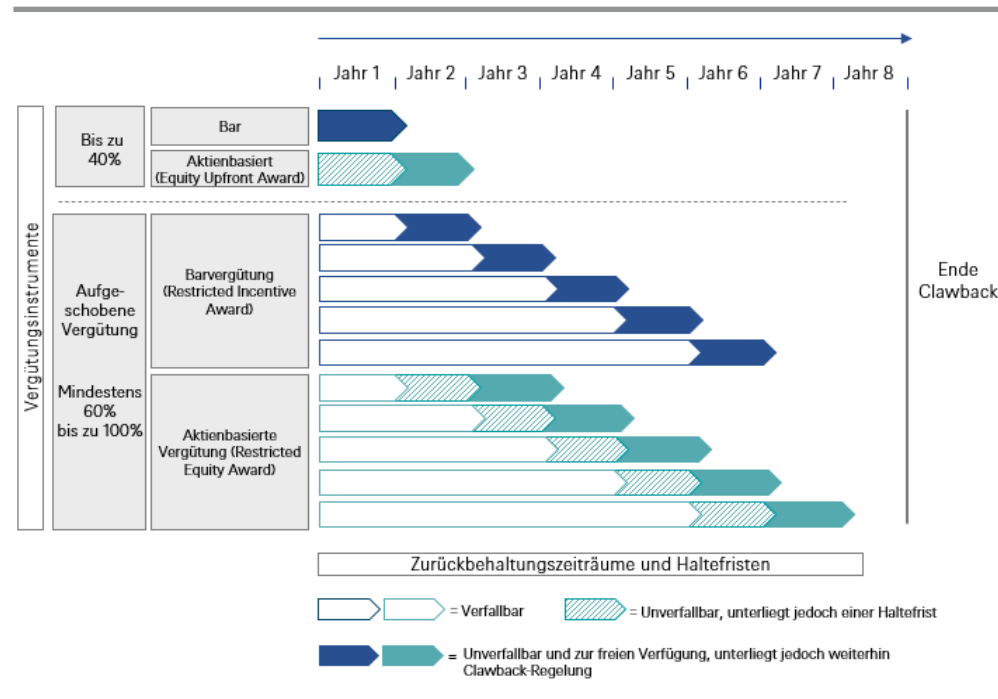 Jahr 1 Jahr 2 Jahr 3 Jahr 4 Jahr 5 Jahr 6 Jahr 7 Jahr 8
Vergütungsinstrumente
Bis zu
40%
Bar
Aktienbasiert
(Equity Upfront Award)
Aufge-
schobene
Vergütung
Mindestens
60%
bis zu 100%
Barvergütung
(Restricted Incentive
Award)
Aktienbasierte
Vergütung (Restricted
Equity Award)
Ende
Clawback
Zurückbehaltungszeiträume und Haltefristen
= Verfallbar
= Unverfallbar, unterliegt jedoch einer Haltefrist
= Unverfallbar und zur freien Verfügung, unterliegt jedoch weiterhin
Clawback-Regelung